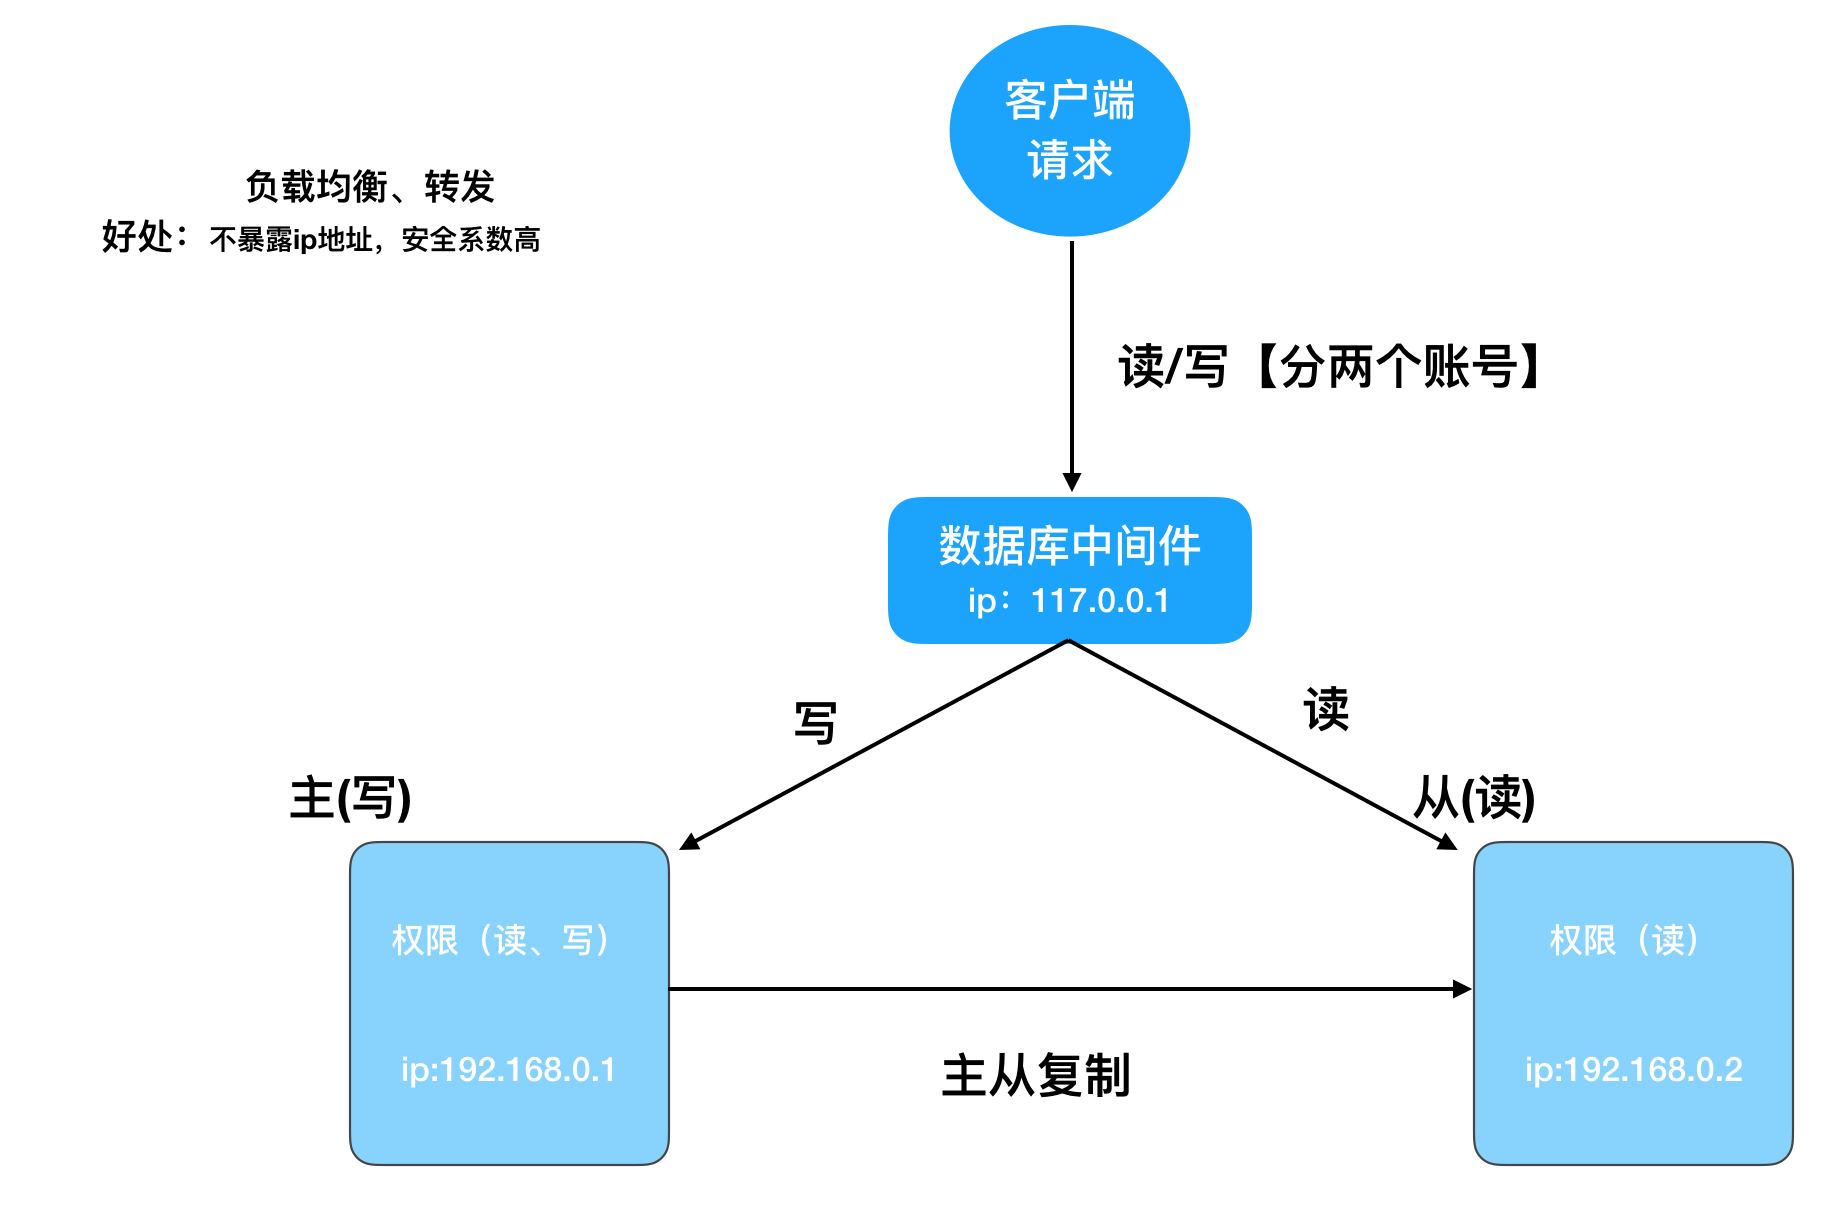 客户端
请求
负载均衡、转发
好处：不暴露ip地址，安全系数高
读/写【分两个账号】
数据库中间件
ip：117.0.0.1
写
读
主(写)
从(读)
权限（读、写）
权限（读）
ip:192.168.0.1
ip:192.168.0.2
主从复制